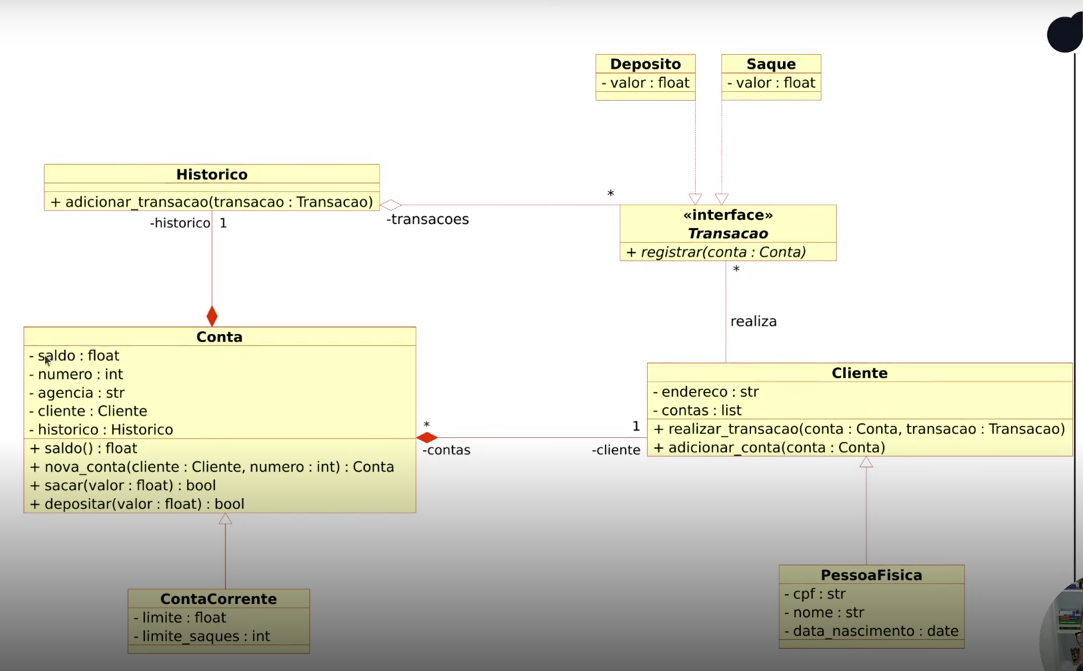 Deposito
- valor : float
Saque
- valor : float
Historico
+ adicionar_transacao(transacao : Transacao)
-historico 1
-transacoes
*
«interface»
Transacao
+ registrar(conta : Conta)
*
realiza
Conta
- saldo : float
- numero : int
- agencia : str
- cliente : Cliente
- historico : Historico
+ saldo() : float
+ nova_conta(cliente : Cliente, numero : int) : Conta
+ sacar(valor : float) : bool
+ depositar(valor : float) : bool
*
-contas
1
-cliente
Cliente
- endereco : str
- contas : list
+ realizar_transacao(conta : Conta, transacao : Transacao)
+ adicionar_conta(conta : Conta)
ContaCorrente
- limite : float
- limite_saques : int
PessoaFisica
- cpf : str
- nome : str
- data_nascimento : date